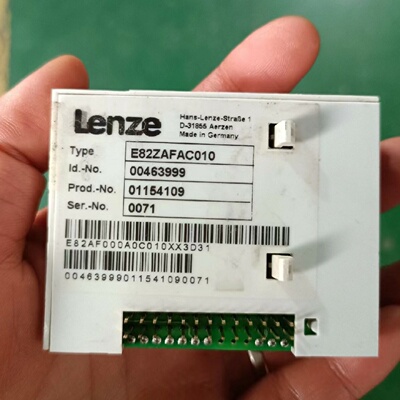 Lenze
Hans-Lenze-Straße 1
D-31855 Aerzen
Made in Germany
Type E82ZAFAC010
Id.-No. 00463999
Prod.-No. 01154109
Ser.-No. 0071
E82AF000A0C010XX3D31
00463999011541090071